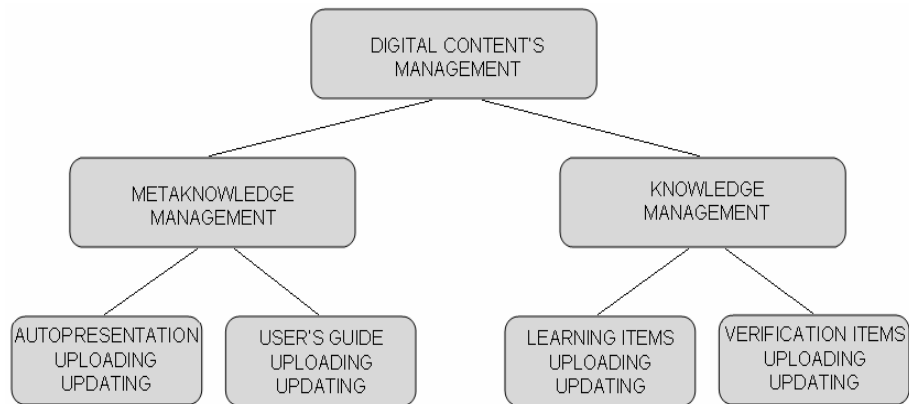 DIGITAL CONTENT'S
MANAGEMENT
METAKNOWLEDGE
MANAGEMENT
KNOWLEDGE
MANAGEMENT
AUTOPRESENTATION
UPLOADING
UPDATING
USER'S GUIDE
UPLOADING
UPDATING
LEARNING ITEMS
UPLOADING
UPDATING
VERIFICATION ITEMS
UPLOADING
UPDATING